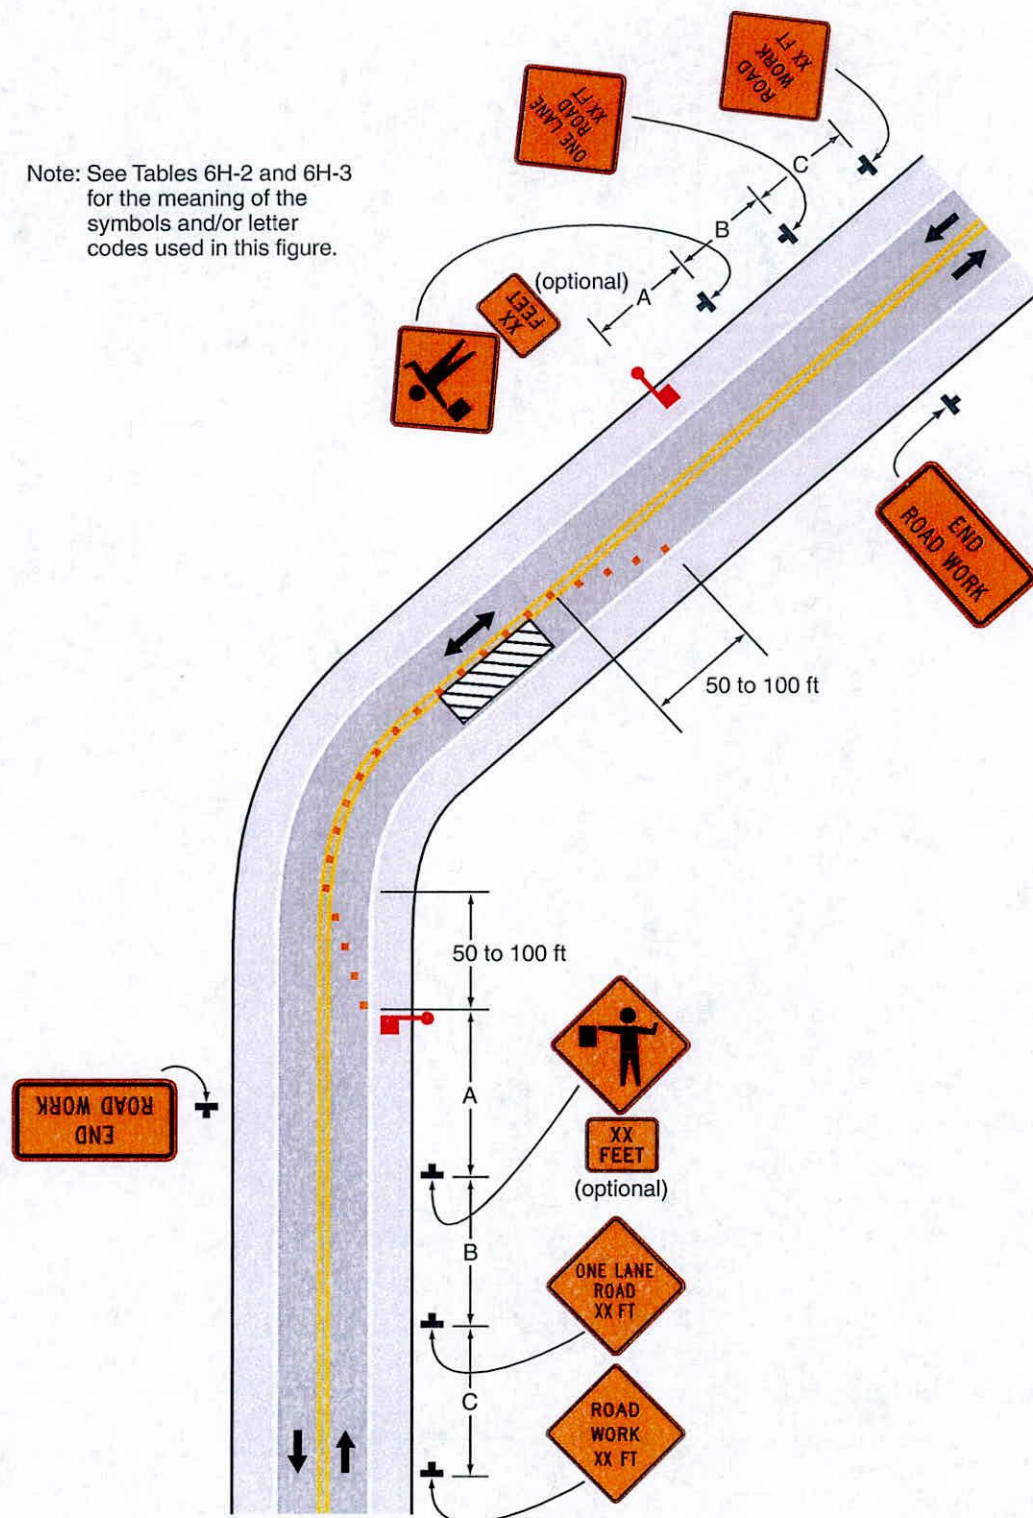 ROAD
WORK
XX FT
ONE LANE
ROAD
XX FT
Note: See Tables 6H-2 and 6H-3
for the meaning of the
symbols and/or letter
codes used in this figure.
C
B
(optional)
A
XX
FEET
END
ROAD WORK
50 to 100 ft
50 to 100 ft
A
END
ROAD WORK
XX
FEET
(optional)
B
ONE LANE
ROAD
XX FT
C
ROAD
WORK
XX FT